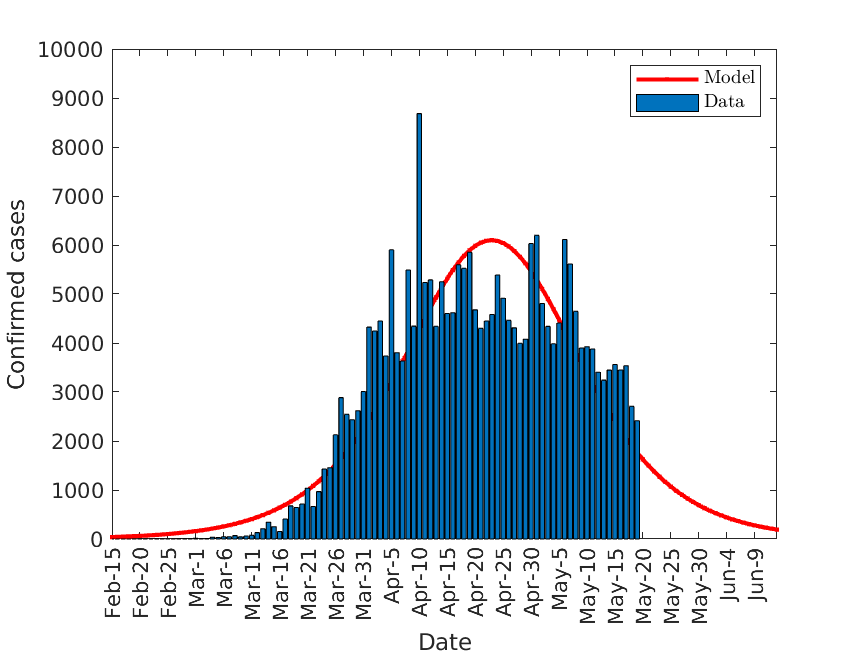 10000
9000
8000
7000
6000
5000
4000
3000
2000
1000
0
Confirmed cases
Model
Data
Feb-15
Feb-20
Feb-25
Mar-1
Mar-6
Mar-11
Mar-16
Mar-21
Mar-26
Mar-31
Apr-5
Apr-10
Apr-15
Apr-20
Apr-25
Apr-30
May-5
May-10
May-15
May-20
May-25
May-30
Jun-4
Jun-9
Date